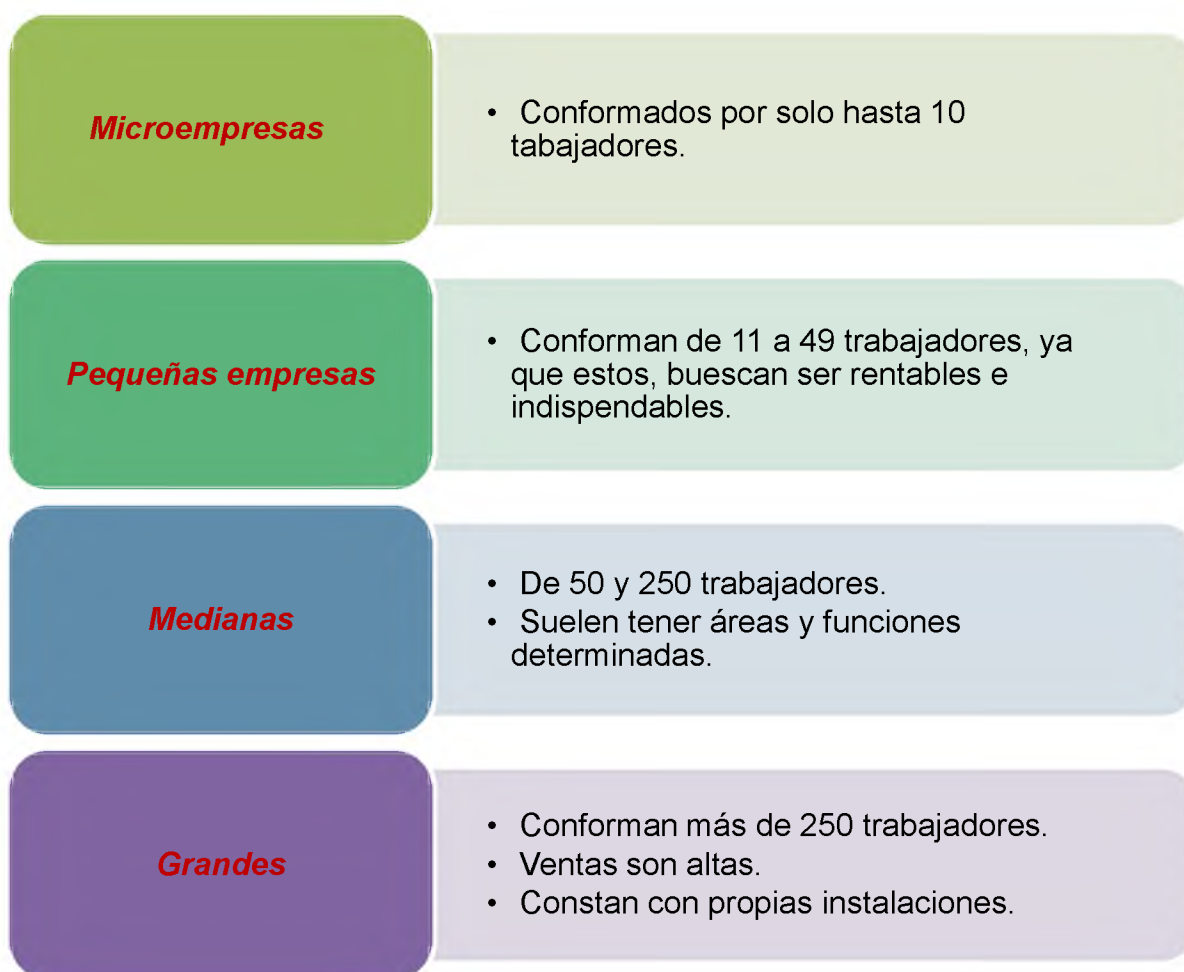 Microempresas
• Conformados por solo hasta 10
tabajadores.
Pequeñas empresas
• Conforman de 11 a 49 trabajadores, ya
que estos, buescan ser rentables e
indispendables.
Medianas
• De 50 y 250 trabajadores.
• Suelen tener áreas y funciones
determinadas.
Grandes
• Conforman más de 250 trabajadores.
• Ventas son altas.
• Constan con propias instalaciones.